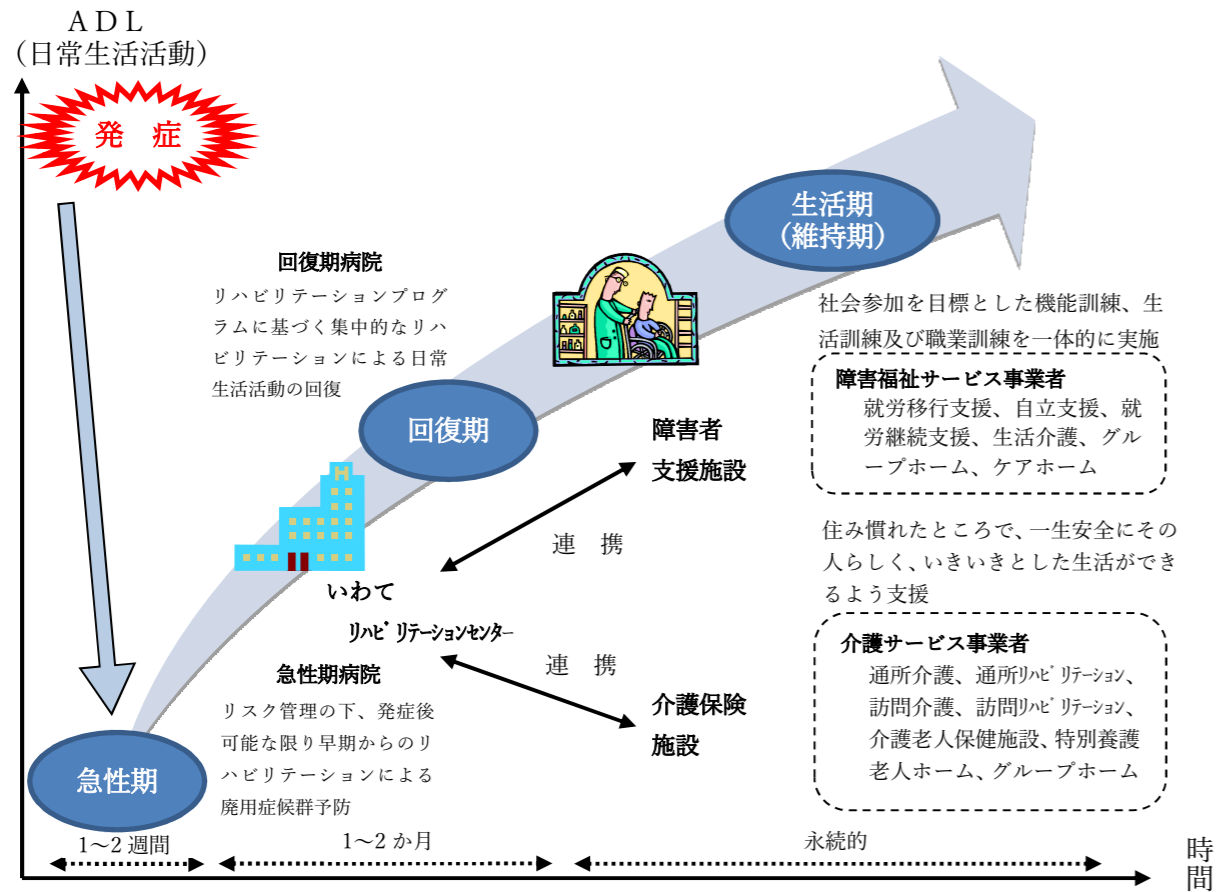 ＡＤＬ
（日常生活活動）
発　症
生活期
（維持期）
回復期病院
リハビリテーションプログ
ラムに基づく集中的なリハ
ビリテーションによる日常
生活活動の回復
社会参加を目標とした機能訓練、生
活訓練及び職業訓練を一体的に実施
障害福祉サービス事業者
就労移行支援、自立支援、就
労継続支援、生活介護、グル
ープホーム、ケアホーム
回復期
障害者
支援施設
H
連　携
住み慣れたところで、一生安全にその
人らしく、いきいきとした生活ができ
るよう支援
いわて
ﾘﾊﾋﾞﾘﾃｰｼｮﾝｾﾝﾀｰ
連　携
介護サービス事業者
通所介護、通所ﾘﾊﾋﾞﾘﾃｰｼｮﾝ、
訪問介護、訪問ﾘﾊﾋﾞﾘﾃｰｼｮﾝ、
介護老人保健施設、特別養護
老人ホーム、グループホーム
急性期病院
リスク管理の下、発症後
可能な限り早期からのリ
ハビリテーションによる
廃用症候群予防
介護保険
施設
急性期
1～2 週間
1～2 か月
永続的
時
間